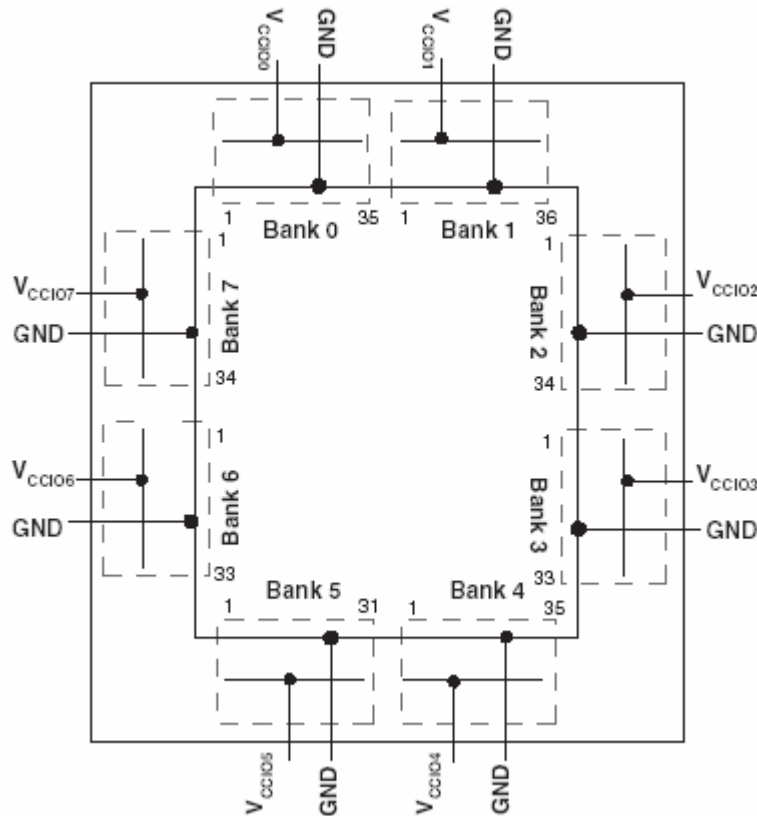 VCCIO0 GND VCCIO1 GND
1 35 1 36
Bank 0 Bank 1
1 1
VCCIO7 Bank 7 Bank 2 VCCIO2
GND GND
34 34
1 1
VCCIO6 Bank 6 Bank 3 VCCIO3
GND GND
33 33
Bank 5 Bank 4
1 31 1 35
VCCIO5 GND VCCIO4 GND